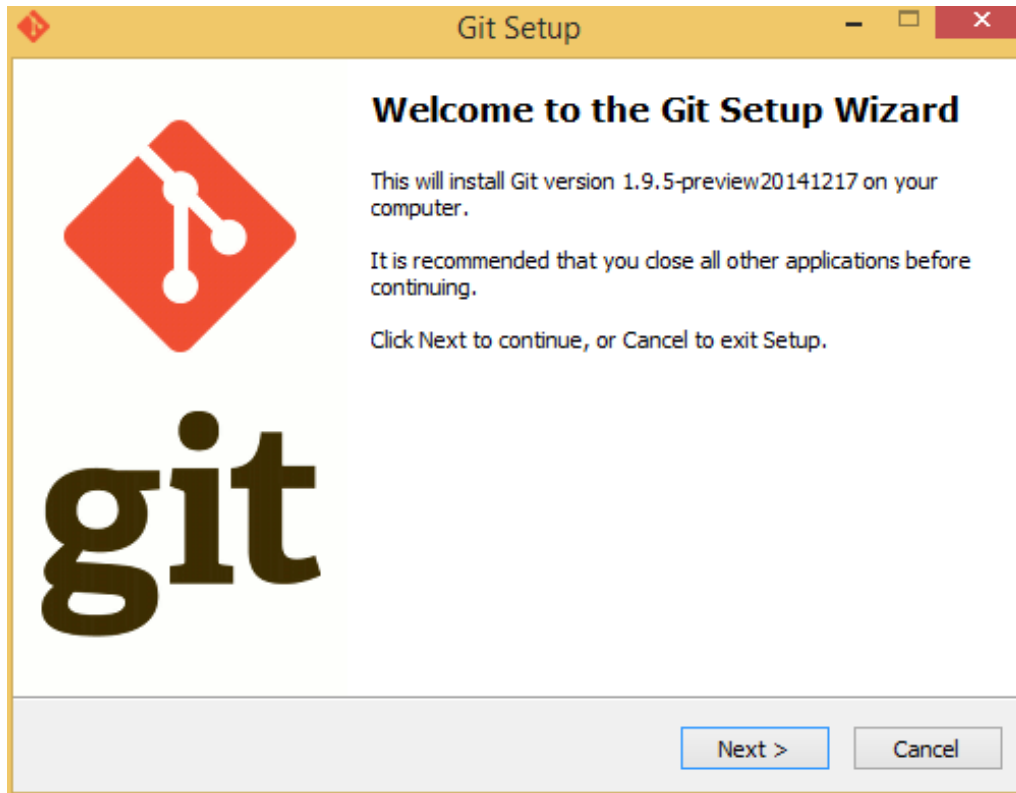 Git Setup
Welcome to the Git Setup Wizard
This will install Git version 1.9.5-preview20141217 on your
computer.
It is recommended that you close all other applications before
continuing.
Click Next to continue, or Cancel to exit Setup.
git
Next >
Cancel